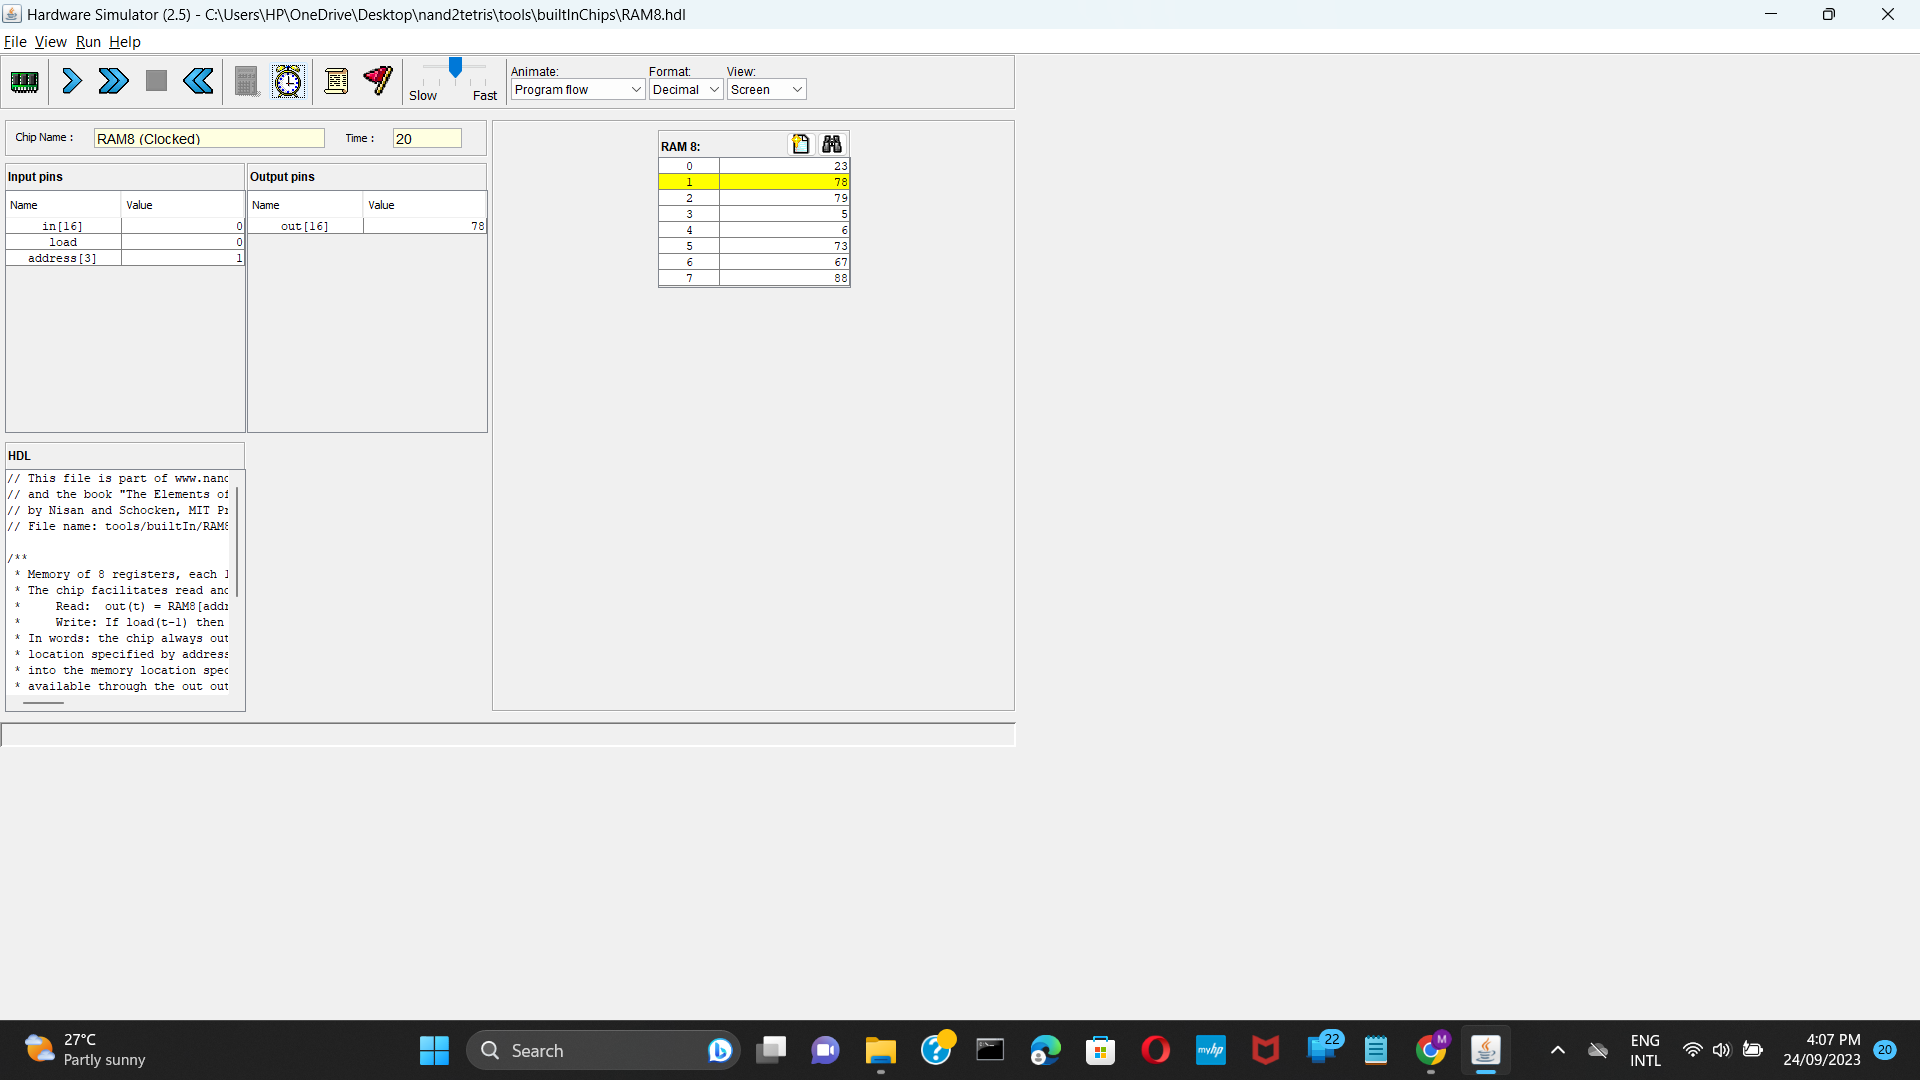 Hardware Simulator (2.5) - C:\Users\HP\OneDrive\Desktop\nand2tetris\tools\builtInChips\RAM8.hdl
File View Run Help
Slow Fast
Animate: Format: View:
Program flow Decimal Screen
Chip Name : RAM8 (Clocked) Time : 20
Input pins
Name Value
in[16] 0
load 0
address[3] 1
Output pins
Name Value
out[16] 78
RAM 8:
0 23
1 78
2 79
3 5
4 6
5 73
6 67
7 88
HDL
// This file is part of www.nand
// and the book "The Elements of
// by Nisan and Schocken, MIT Pr
// File name: tools/builtIn/RAM8
/**
* Memory of 8 registers, each 1
* The chip facilitates read and
* Read: out(t) = RAM8[addr
* Write: If load(t-1) then
* In words: the chip always out
* location specified by address
* into the memory location spec
* available through the out out
27°C
Partly sunny
Search
myhp
22
M
ENG
INTL
4:07 PM
24/09/2023
20